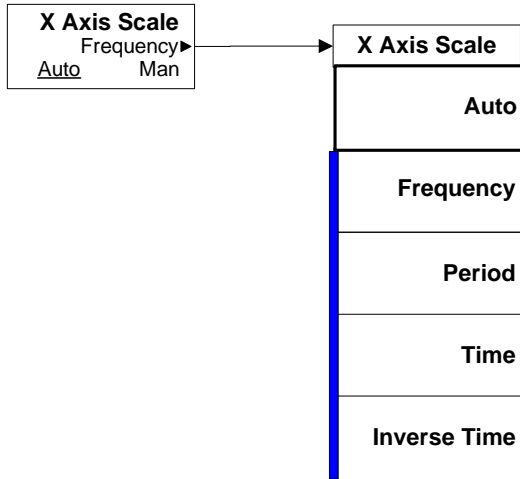 X Axis Scale
Frequency
Auto Man
X Axis Scale
Auto
Frequency
Period
Time
Inverse Time